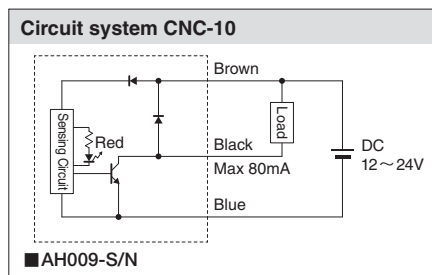 Circuit system CNC-10
Brown
Sensing Circuit
Red
Load
Black
Max 80mA
DC
12～24V
Blue
■AH009-S/N